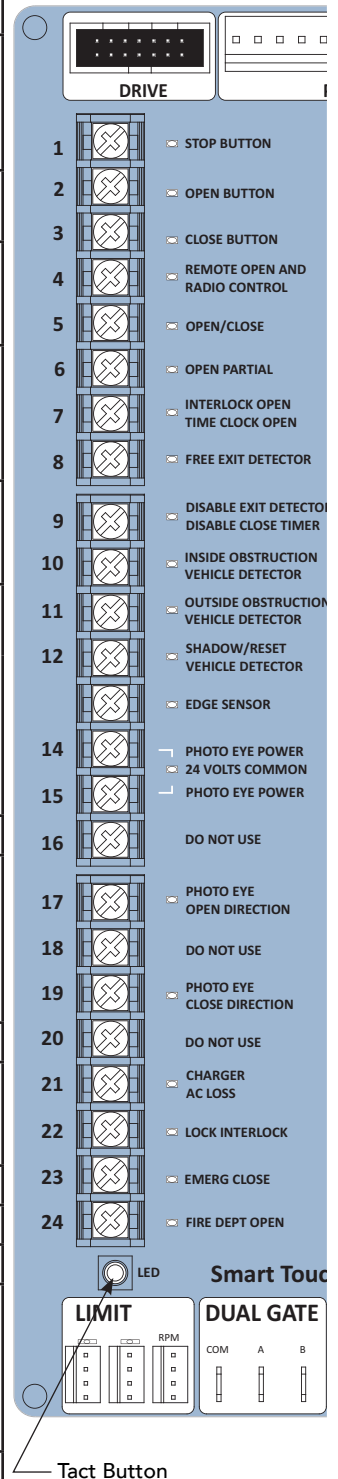 DRIVE
1 STOP BUTTON
2 OPEN BUTTON
3 CLOSE BUTTON
4 REMOTE OPEN AND
RADIO CONTROL
5 OPEN/CLOSE
6 OPEN PARTIAL
7 INTERLOCK OPEN
TIME CLOCK OPEN
8 FREE EXIT DETECTOR
9 DISABLE EXIT DETECTO
DISABLE CLOSE TIMER
10 INSIDE OBSTRUCTION
VEHICLE DETECTOR
11 OUTSIDE OBSTRUCTION
VEHICLE DETECTOR
12 SHADOW/RESET
VEHICLE DETECTOR
EDGE SENSOR
14 PHOTO EYE POWER
24 VOLTS COMMON
15 PHOTO EYE POWER
16 DO NOT USE
17 PHOTO EYE
OPEN DIRECTION
18 DO NOT USE
19 PHOTO EYE
CLOSE DIRECTION
20 DO NOT USE
21 CHARGER
AC LOSS
22 LOCK INTERLOCK
23 EMERG CLOSE
24 FIRE DEPT OPEN
LED Smart Touc
LIMIT DUAL GATE
RPM COM A B
Tact Button